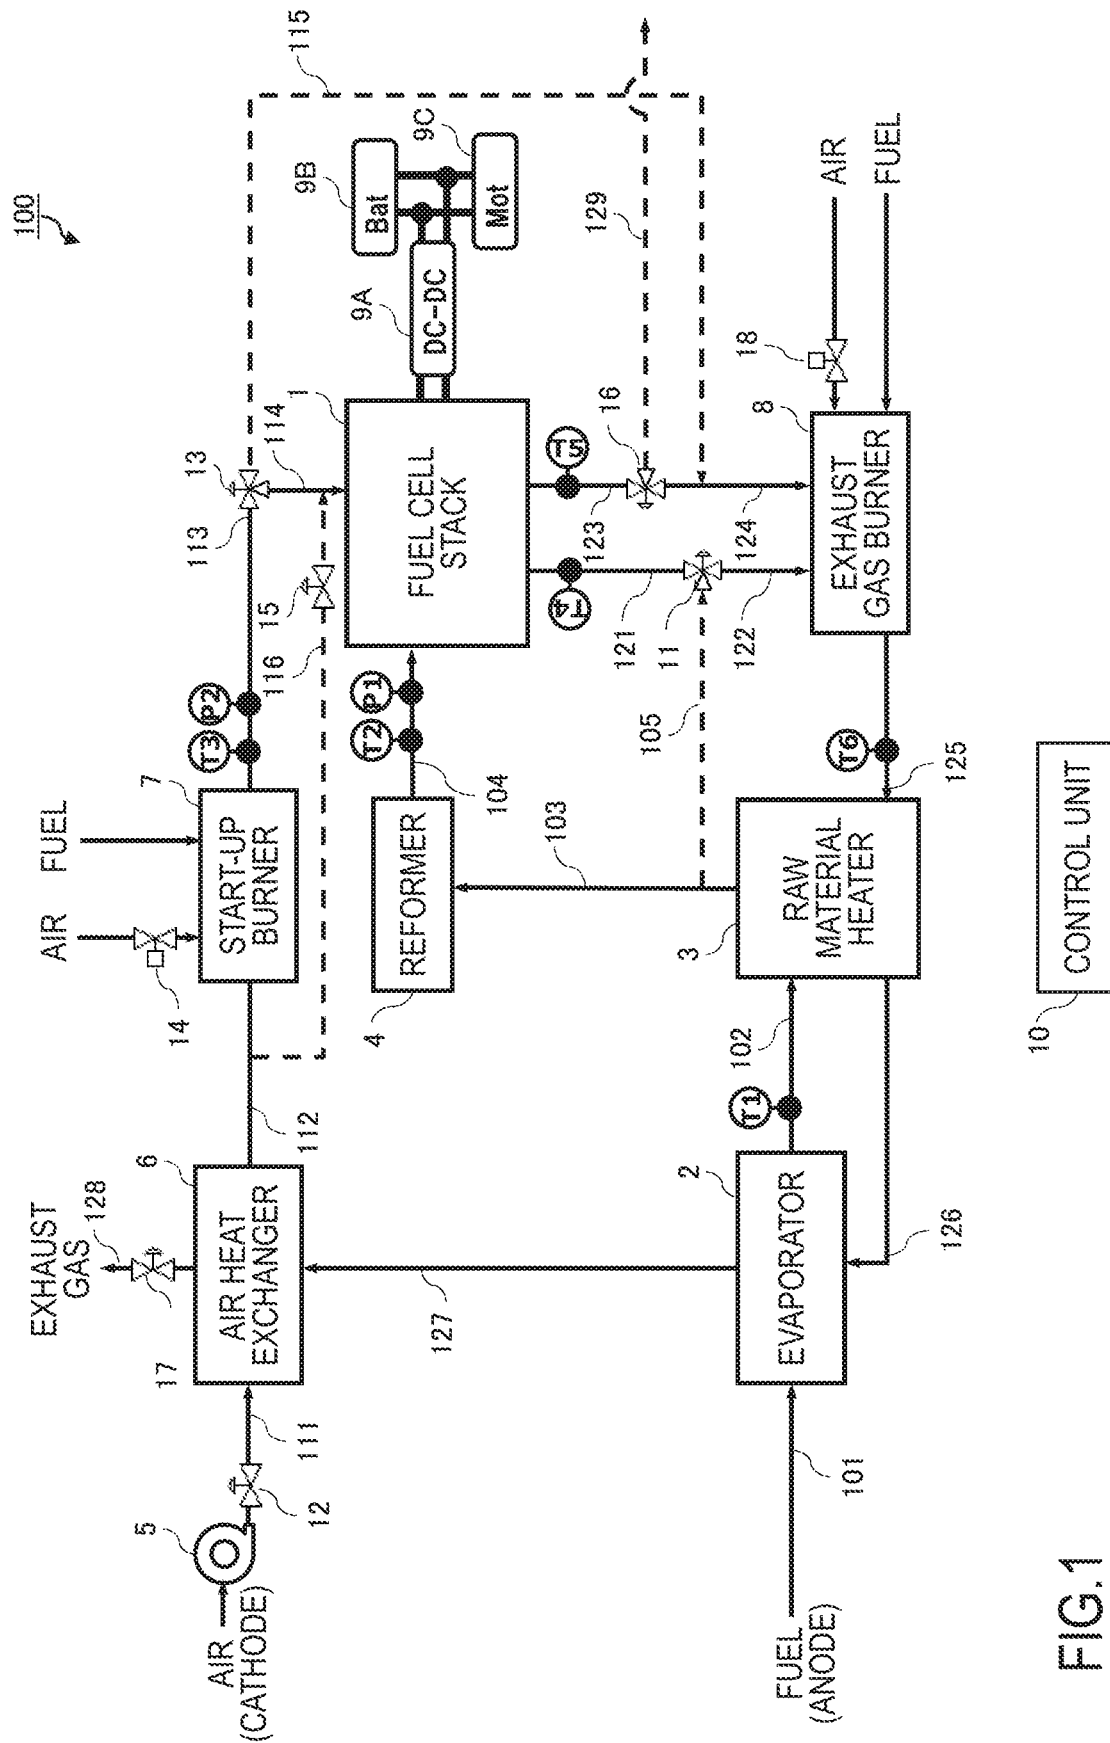 100
115
AIR
FUEL
14
7
START-UP
BURNER
T3
P2
113
13
114
EXHAUST
GAS
128
17
6
AIR HEAT
EXCHANGER
112
116
15
5
12
111
AIR
(CATHODE)
4
REFORMER
104
T2
P1
1
FUEL CELL
STACK
9A
DC-DC
9B
Bat
9C
Mot
103
127
T4
T5
121
123
16
129
105
11
122
124
FUEL
(ANODE)
101
2
EVAPORATOR
T1
102
3
RAW
MATERIAL
HEATER
T6
125
126
8
EXHAUST
GAS BURNER
18
AIR
FUEL
10
CONTROL UNIT
FIG.1